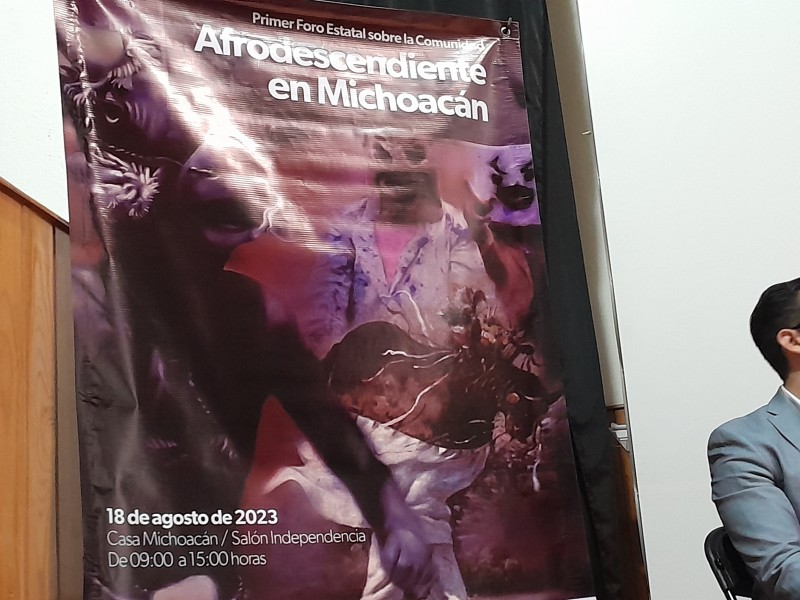 Primer Foro Estatal sobre la Comunidad
Afrodescendiente
en Michoacán
18 de agosto de 2023
Casa Michoacán / Salón Independencia
De 09:00 a 15:00 horas